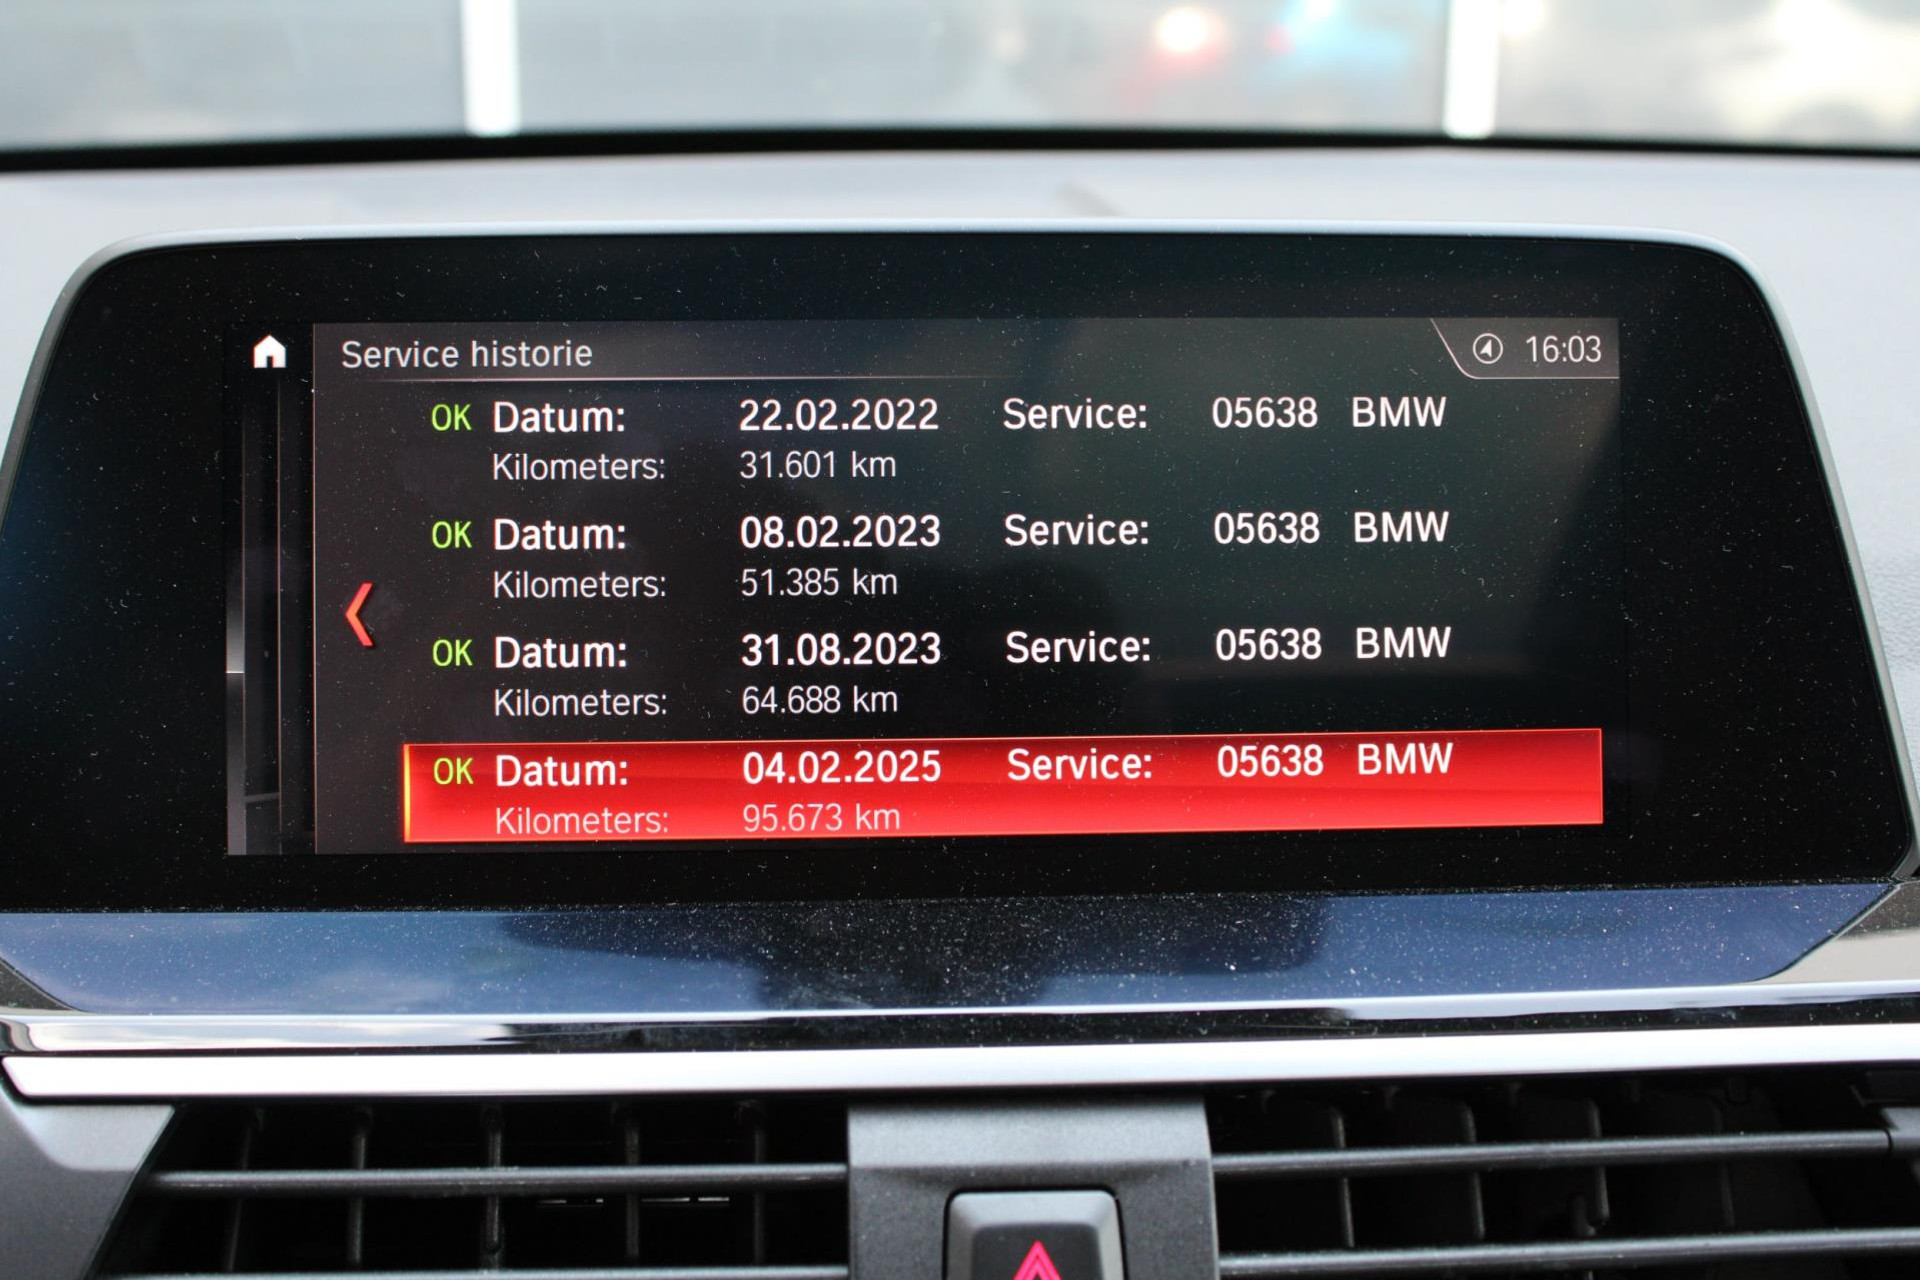 Service historie 16:03
OK Datum: 22.02.2022 Service: 05638 BMW
Kilometers: 31.601 km
OK Datum: 08.02.2023 Service: 05638 BMW
Kilometers: 51.385 km
OK Datum: 31.08.2023 Service: 05638 BMW
Kilometers: 64.688 km
OK Datum: 04.02.2025 Service: 05638 BMW
Kilometers: 95.673 km